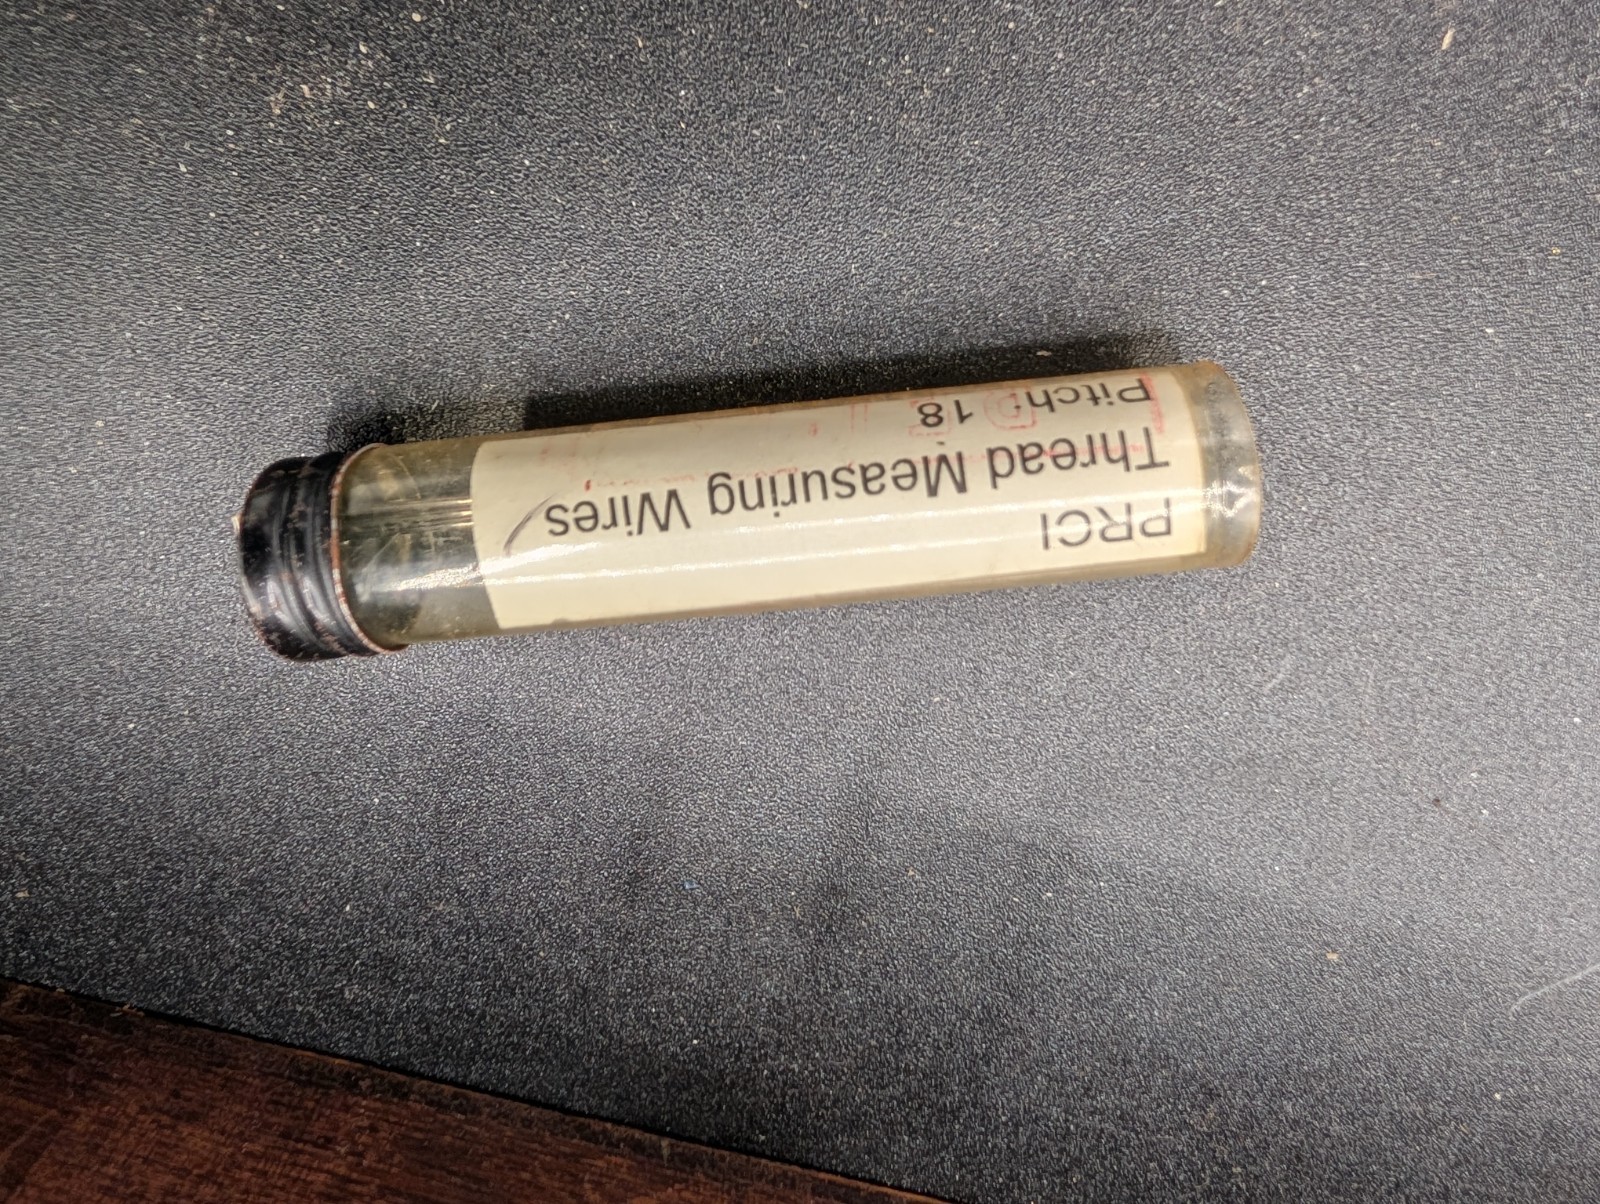 PRCI
Thread Measuring Wires
Pitch: 18